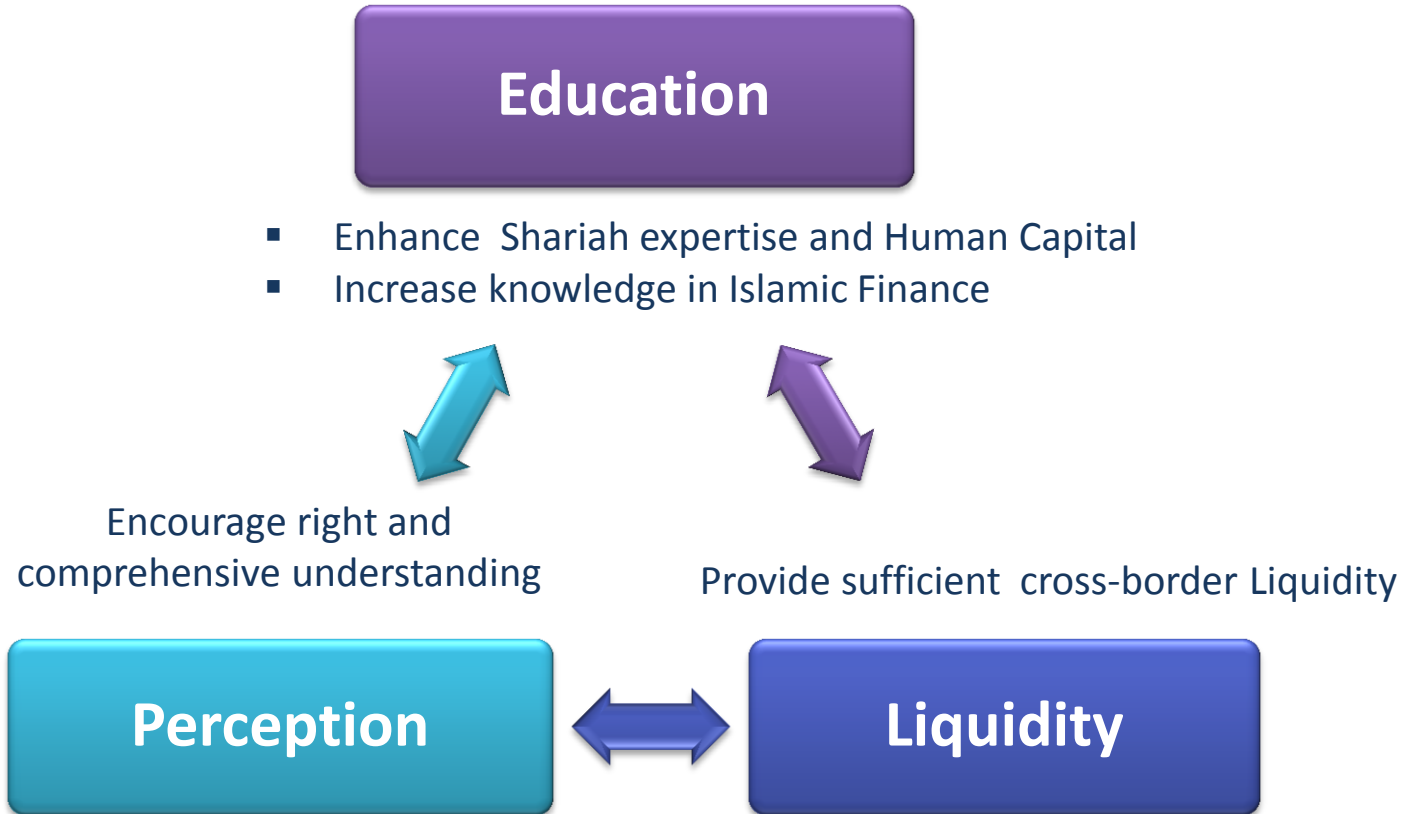 Education
▪ Enhance  Shariah expertise and Human Capital
▪ Increase knowledge in Islamic Finance
Encourage right and
comprehensive understanding
Provide sufficient  cross-border Liquidity
Perception
Liquidity